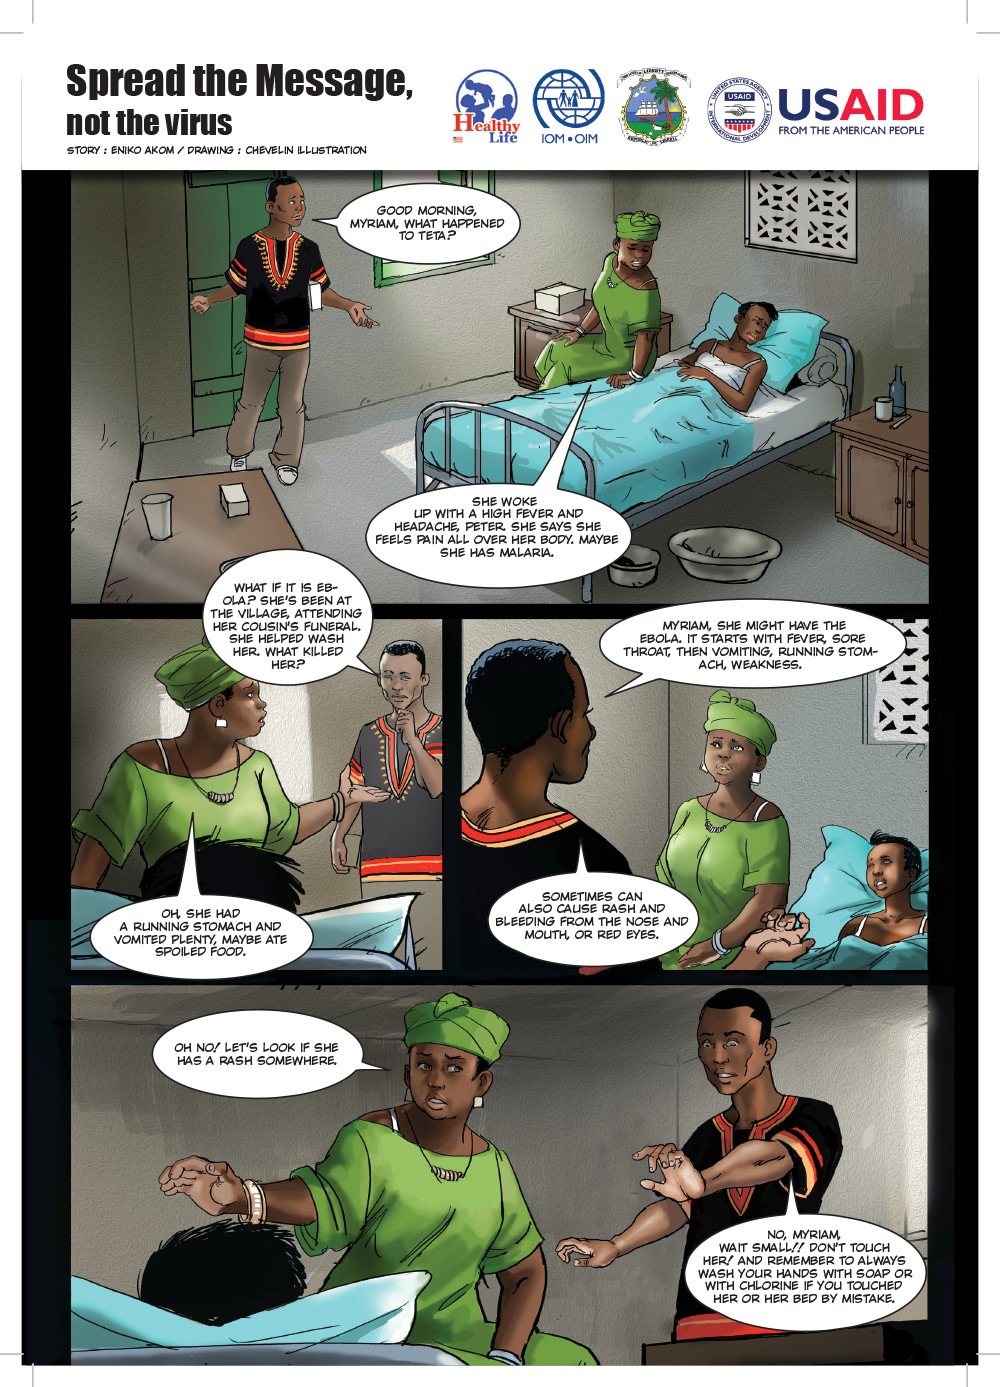 Spread the Message,
not the virus
STORY : ENIKO AKOM / DRAWING : CHEVELIN ILLUSTRATION
Healthy
Life
IOM • OIM
UNITED STATES AGENCY
USAID
INTERNATIONAL DEVELOPMENT
USAID
FROM THE AMERICAN PEOPLE
GOOD MORNING,
MYRIAM, WHAT HAPPENED
TO TETA?
SHE WOKE
UP WITH A HIGH FEVER AND
HEADACHE, PETER. SHE SAYS SHE
FEELS PAIN ALL OVER HER BODY. MAYBE
SHE HAS MALARIA.
WHAT IF IT IS EB-
OLA? SHE'S BEEN AT
THE VILLAGE, ATTENDING
HER COUSIN'S FUNERAL.
SHE HELPED WASH
HER. WHAT KILLED
HER?
OH, SHE HAD
A RUNNING STOMACH AND
VOMITED PLENTY, MAYBE ATE
SPOILED FOOD.
MYRIAM, SHE MIGHT HAVE THE
EBOLA. IT STARTS WITH FEVER, SORE
THROAT, THEN VOMITING, RUNNING STOM-
ACH, WEAKNESS.
SOMETIMES CAN
ALSO CAUSE RASH AND
BLEEDING FROM THE NOSE AND
MOUTH, OR RED EYES.
OH NO! LET'S LOOK IF SHE
HAS A RASH SOMEWHERE.
NO, MYRIAM,
WAIT SMALL!! DON'T TOUCH
HER! AND REMEMBER TO ALWAYS
WASH YOUR HANDS WITH SOAP OR
WITH CHLORINE IF YOU TOUCHED
HER OR HER BED BY MISTAKE.